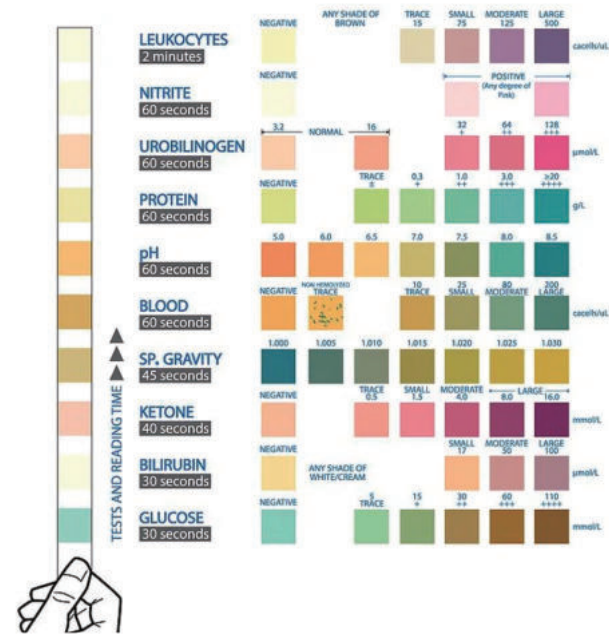 LEUKOCYTES
2 minutes
NEGATIVE
ANY SHADE OF
BROWN
TRACE
15
SMALL
75
MODERATE
125
LARGE
500
cacells/uL
NITRITE
60 seconds
NEGATIVE
POSITIVE
(Any degree of
Pink)
UROBILINOGEN
60 seconds
3.2
NORMAL
16
32
+
64
++
128
+++
µmol/L
PROTEIN
60 seconds
NEGATIVE
TRACE
±
0.3
+
1.0
++
3.0
+++
≥20
++++
g/L
pH
60 seconds
5.0
6.0
6.5
7.0
7.5
8.0
8.5
BLOOD
60 seconds
NEGATIVE
NON HEMOLYZED
TRACE
10
TRACE
25
SMALL
80
MODERATE
200
LARGE
cacells/uL
SP. GRAVITY
45 seconds
1.000
1.005
1.010
1.015
1.020
1.025
1.030
KETONE
40 seconds
NEGATIVE
TRACE
0.5
SMALL
1.5
MODERATE
4.0
LARGE
8.0
16.0
mmol/L
BILIRUBIN
30 seconds
NEGATIVE
ANY SHADE OF
WHITE/CREAM
SMALL
17
MODERATE
50
LARGE
100
µmol/L
GLUCOSE
30 seconds
NEGATIVE
5
TRACE
15
+
30
++
60
+++
110
++++
mmol/L
TESTS AND READING TIME